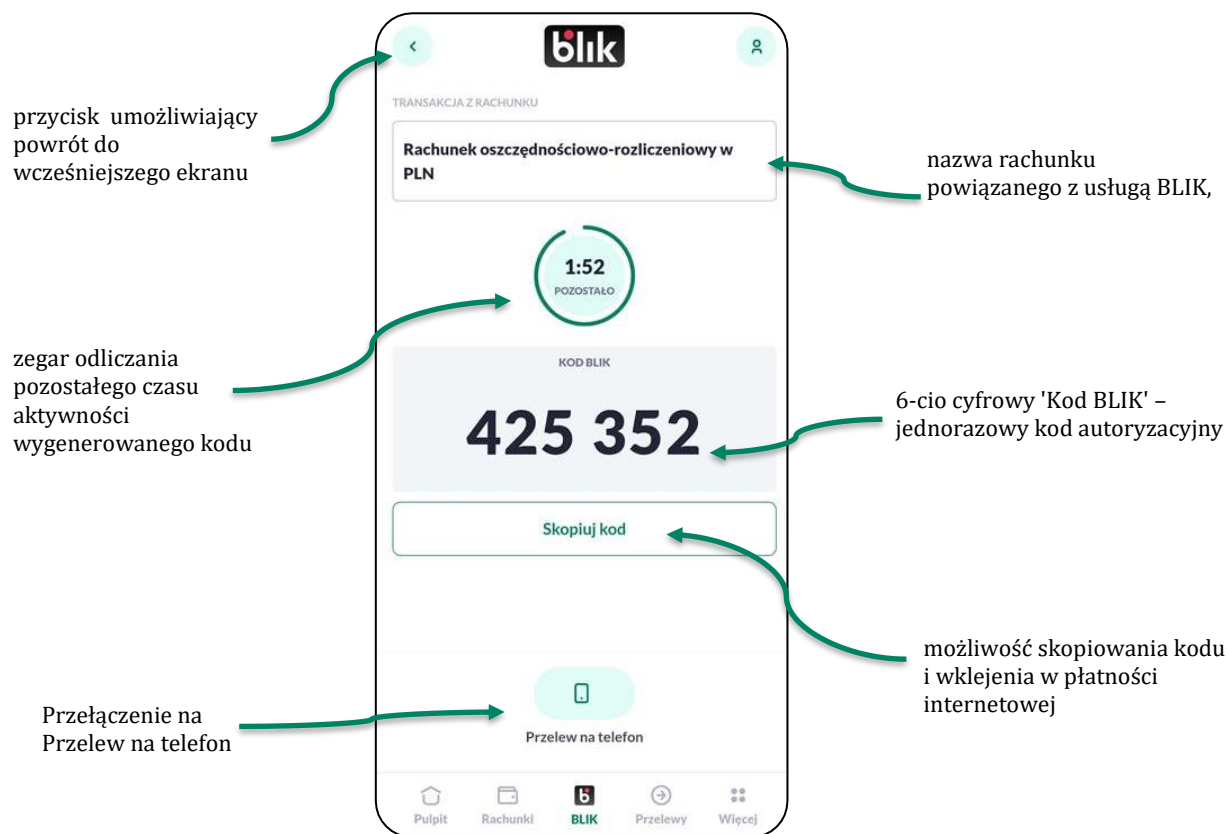 blik
TRANSAKCJA Z RACHUNKU
Rachunek oszczędnościowo-rozliczeniowy w
PLN
1:52
POZOSTAŁO
KOD BLIK
425 352
Skopiuj kod
Przelew na telefon
Pulpit
Rachunki
BLIK
Przelewy
Więcej
przycisk umożliwiający
powrót do
wcześniejszego ekranu
zegar odliczania
pozostałego czasu
aktywności
wygenerowanego kodu
Przełączenie na
Przelew na telefon
nazwa rachunku
powiązanego z usługą BLIK,
6-cio cyfrowy 'Kod BLIK' –
jednorazowy kod autoryzacyjny
możliwość skopiowania kodu
i wklejenia w płatności
internetowej